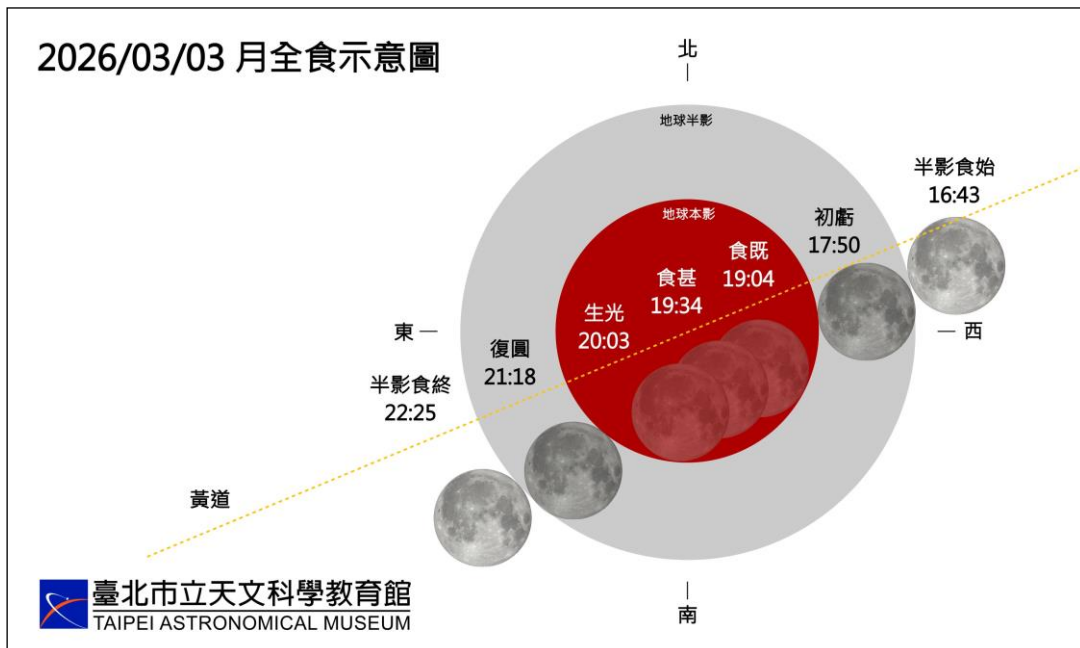 2026/03/03 月全食示意圖
北
地球半影
半影食始
16:43
地球本影
初虧
17:50
食既
19:04
食甚
19:34
生光
20:03
東
西
復圓
21:18
半影食終
22:25
黃道
臺北市立天文科學教育館
TAIPEI ASTRONOMICAL MUSEUM
南